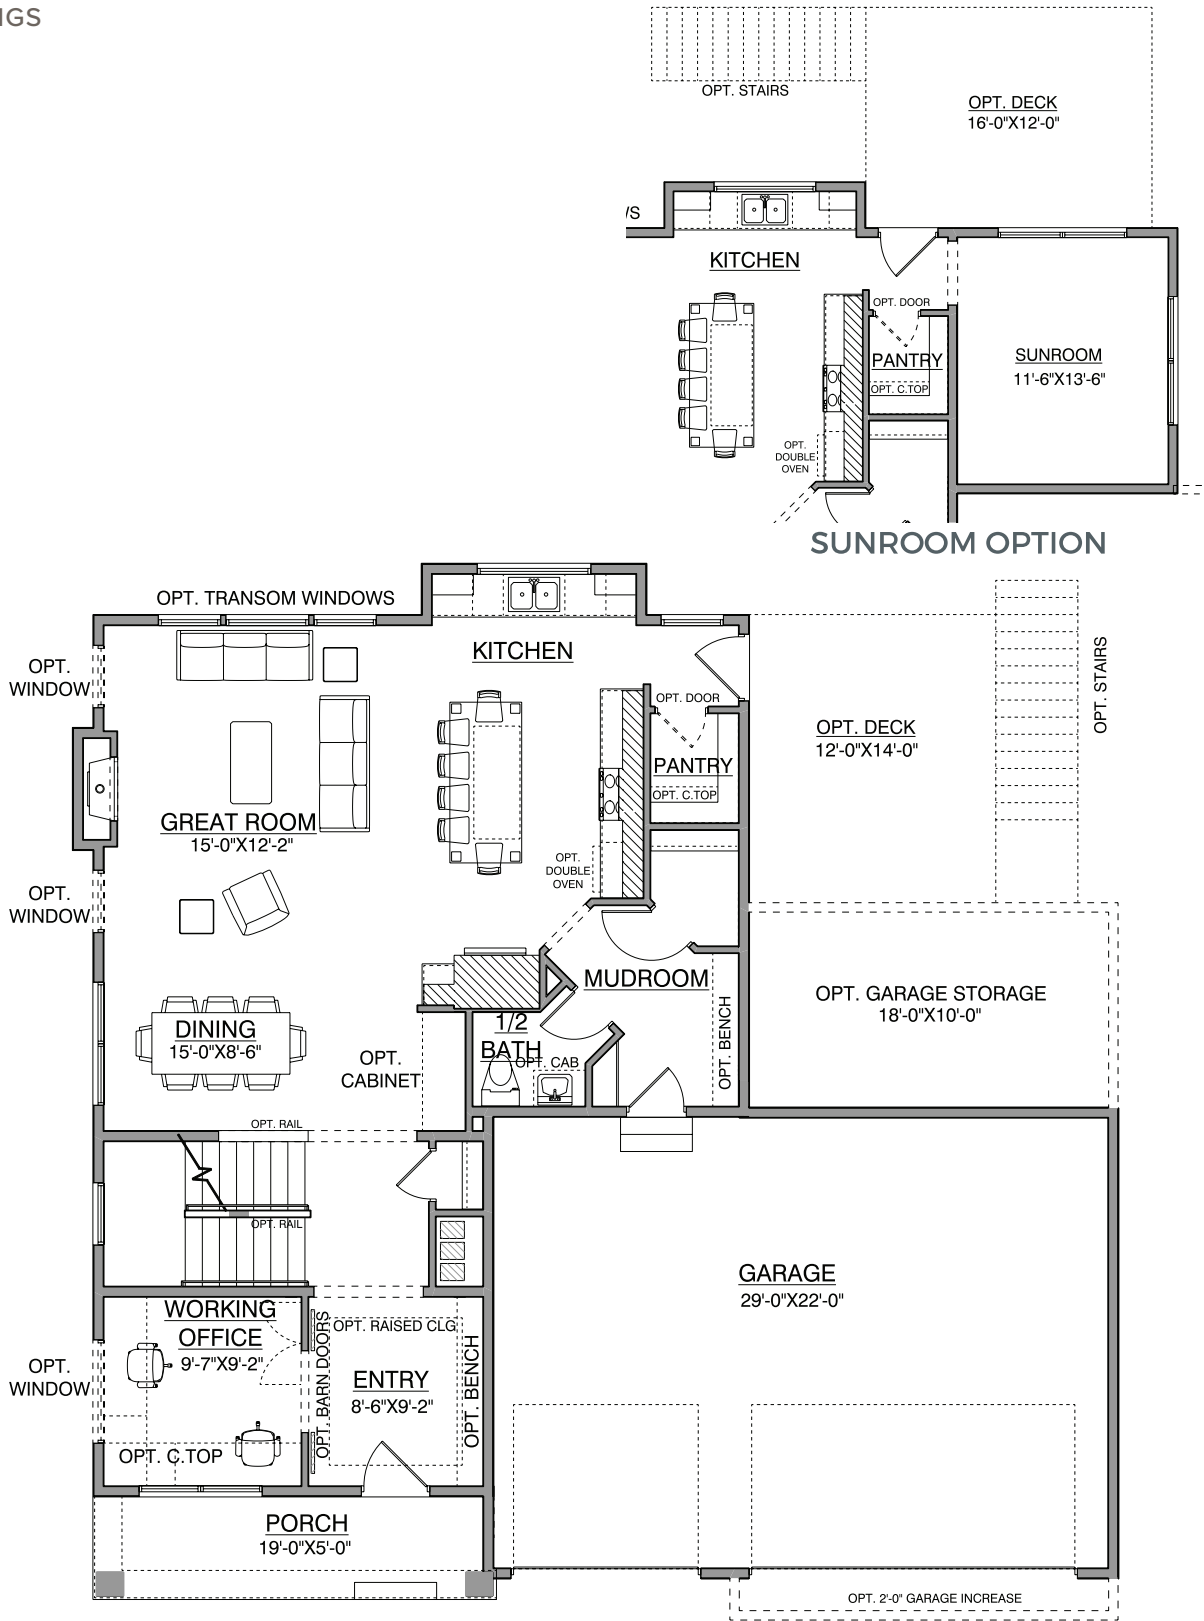 OPT. STAIRS
OPT. DECK
16'-0"X12'-0"
KITCHEN
OPT. DOOR
PANTRY
OPT. C.TOP
SUNROOM
11'-6"X13'-6"
OPT.
DOUBLE
OVEN
SUNROOM OPTION
OPT. TRANSOM WINDOWS
OPT.
WINDOW
KITCHEN
OPT. DOOR
PANTRY
OPT. C.TOP
OPT. DECK
12'-0"X14'-0"
OPT. STAIRS
GREAT ROOM
15'-0"X12'-2"
OPT.
DOUBLE
OVEN
OPT.
WINDOW
MUDROOM
OPT. BENCH
OPT. GARAGE STORAGE
18'-0"X10'-0"
DINING
15'-0"X8'-6"
OPT.
CABINET
1/2
BATH
OPT. CAB
OPT. RAIL
OPT. RAIL
GARAGE
29'-0"X22'-0"
WORKING
OFFICE
9'-7"X9'-2"
OPT.
WINDOW
OPT. C.TOP
OPT. BARN DOORS
OPT. RAISED CLG
ENTRY
8'-6"X9'-2"
OPT. BENCH
PORCH
19'-0"X5'-0"
OPT. 2'-0" GARAGE INCREASE